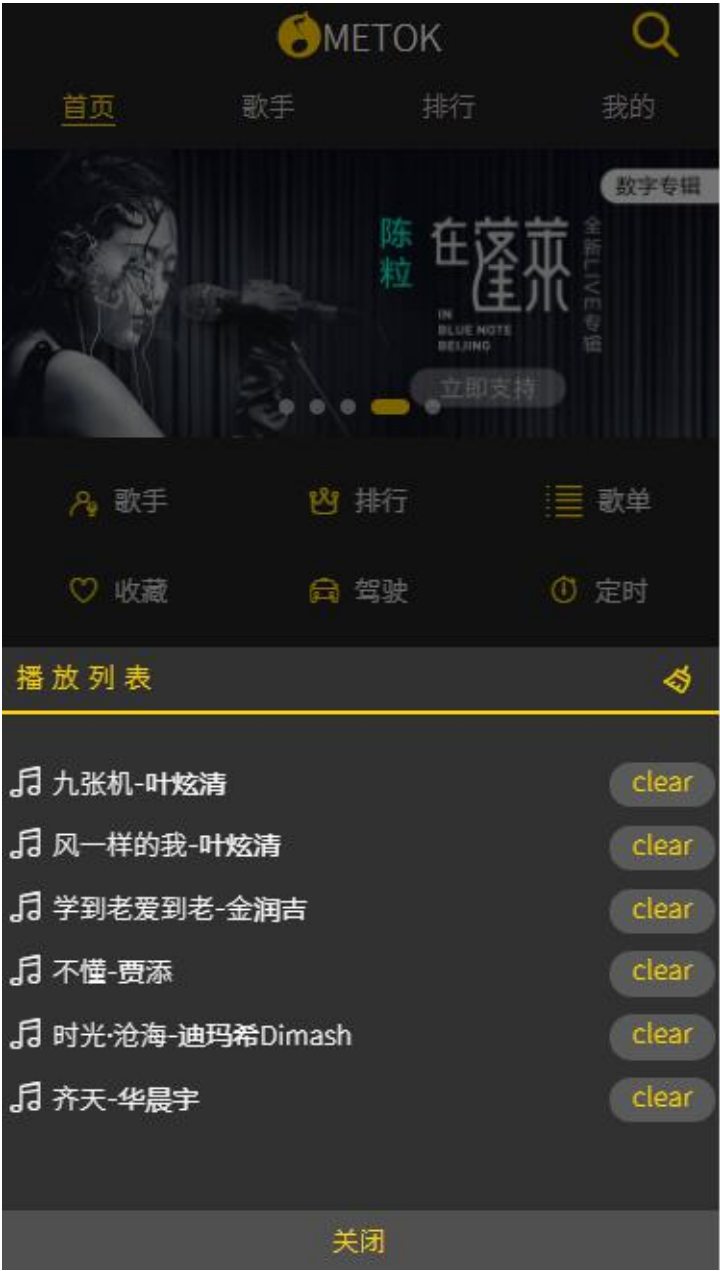 METOK
首页 歌手 排行 我的
数字专辑
陈粒
在蓬莱
全新LIVE专辑
IN
BLUE NOTE
BEIJING
立即支持
歌手 排行 歌单
收藏 驾驶 定时
播放列表
九张机-叶炫清 clear
风一样的我-叶炫清 clear
学到老爱到老-金润吉 clear
不懂-贾添 clear
时光·沧海-迪玛希Dimash clear
齐天-华晨宇 clear
关闭